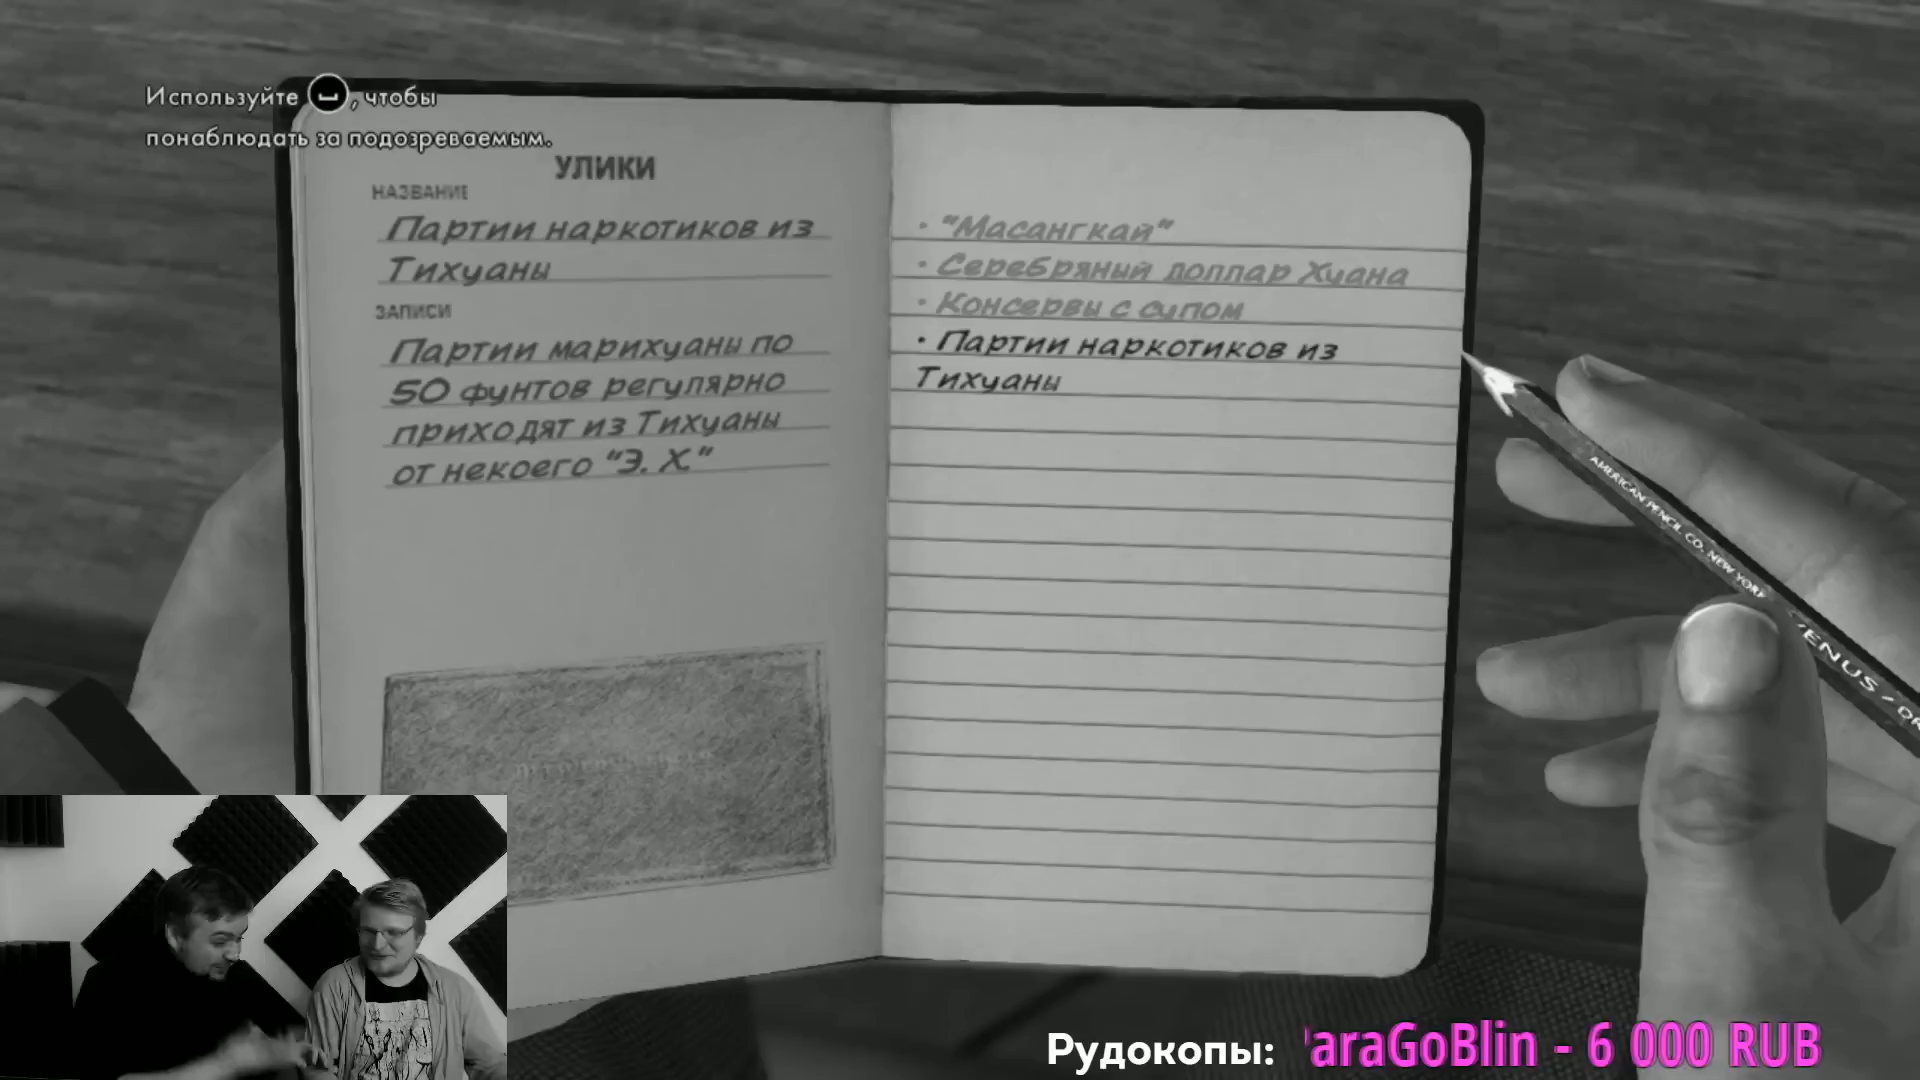 Используйте , чтобы
понаблюдать за подозреваемым.
УЛИКИ
НАЗВАНИЕ
Партии наркотиков из
Тихуаны
ЗАПИСИ
Партии марихуаны по
50 фунтов регулярно
приходят из Тихуаны
от некоего "Э. Х."
· "Масангкай"
· Серебряный доллар Хуана
· Консервы с супом
· Партии наркотиков из
Тихуаны
AMERICAN PENCIL CO. NEW YORK
VENUS / DR
Рудокопы: araGoBlin - 6 000 RUB